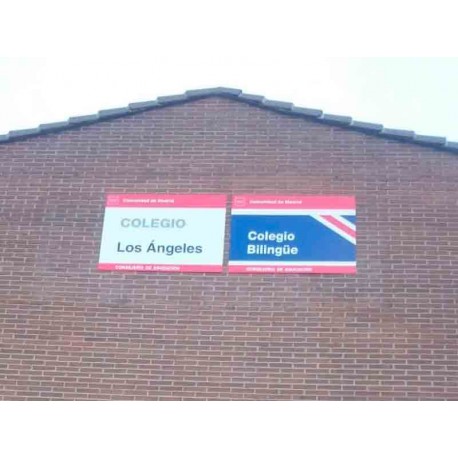 Comunidad de Madrid
COLEGIO
Los Ángeles
CONSEJERÍA DE EDUCACIÓN
Comunidad de Madrid
Colegio
Bilingüe
CONSEJERÍA DE EDUCACIÓN